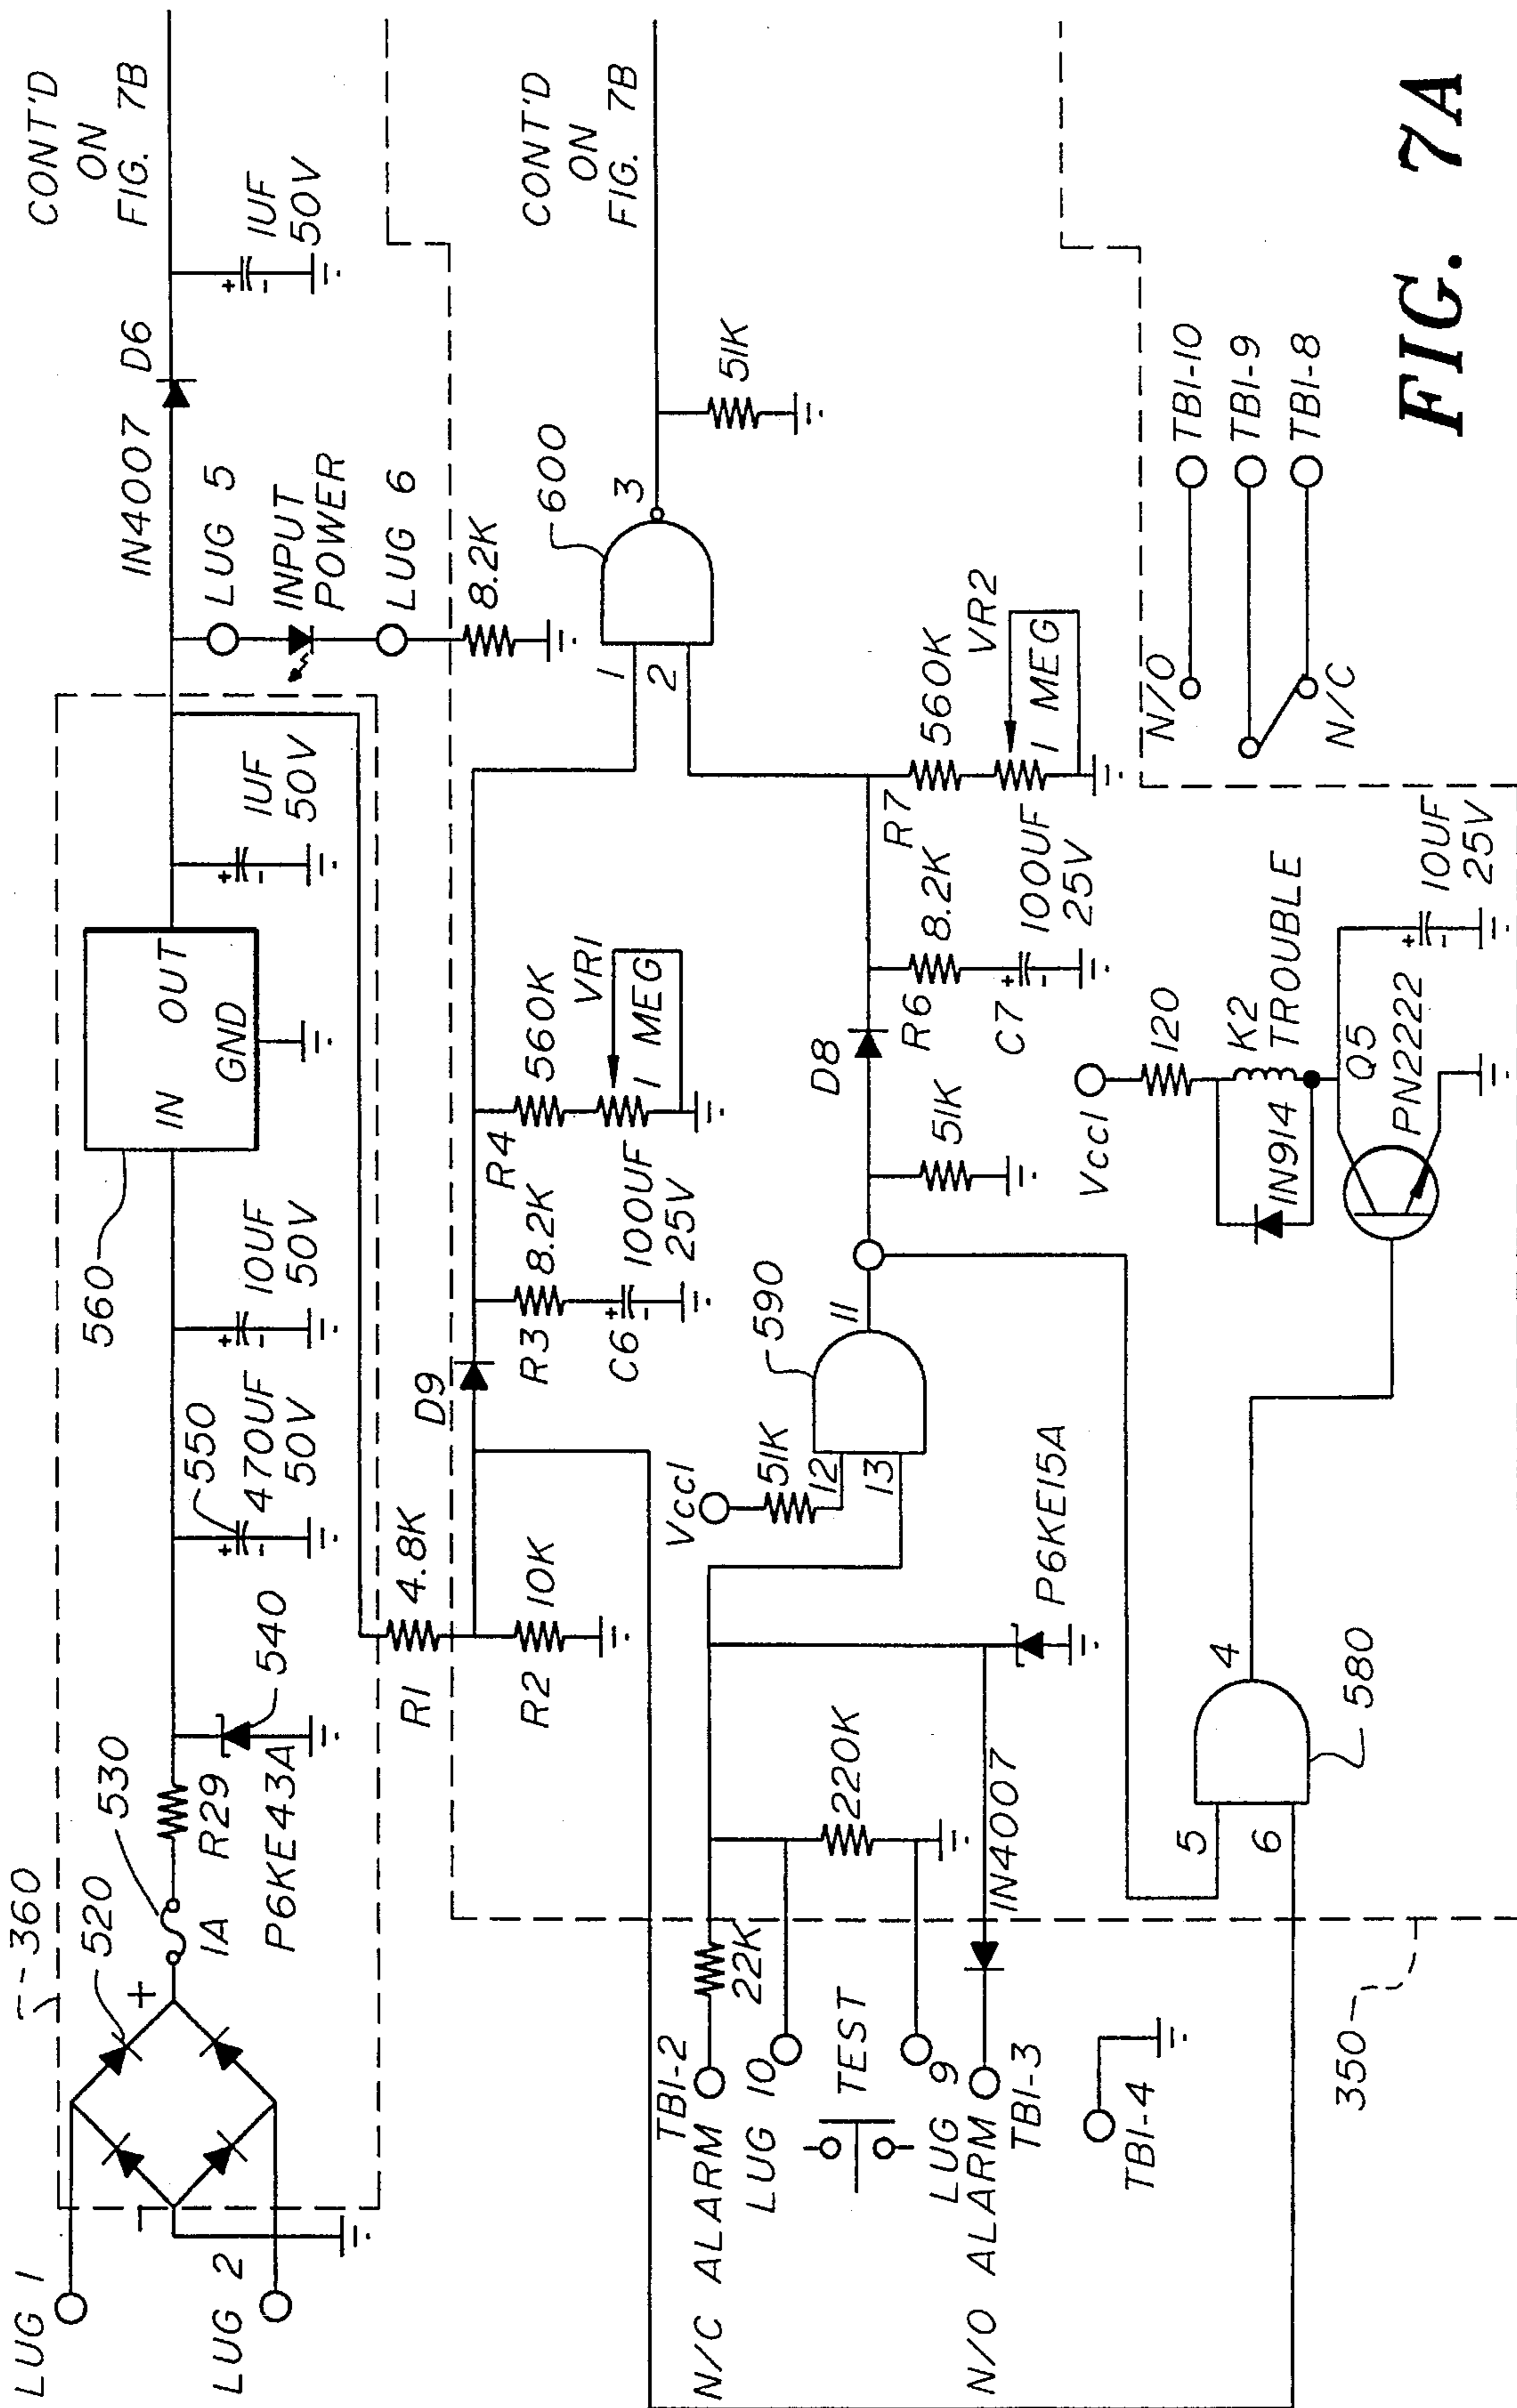 LUG 1
LUG 2
360
520
530
1A
R29
P6KE43A
540
+
-
550
+
-
470UF
50V
+
-
10UF
50V
560
IN
OUT
GND
+
-
1UF
50V
IN4007
D6
LUG 5
INPUT
POWER
LUG 6
8.2K
+
-
1UF
50V
CONT'D
ON
FIG. 7B
R1
4.8K
R2
10K
D9
R3
8.2K
C6
+
-
100UF
25V
R4
560K
VR1
1 MEG
1
2
3
600
51K
CONT'D
ON
FIG. 7B
TB1-2
N/C ALARM
22K
LUG 10
TEST
LUG 9
N/O ALARM
TB1-3
IN4007
220K
P6KE15A
Vcc1
51K
12
13
11
590
51K
D8
R6
8.2K
C7
+
-
100UF
25V
R7
560K
VR2
1 MEG
TB1-4
350
5
6
4
580
Vcc1
120
K2
TROUBLE
IN914
Q5
PN2222
+
-
10UF
25V
N/O
N/C
TB1-10
TB1-9
TB1-8
FIG. 7A